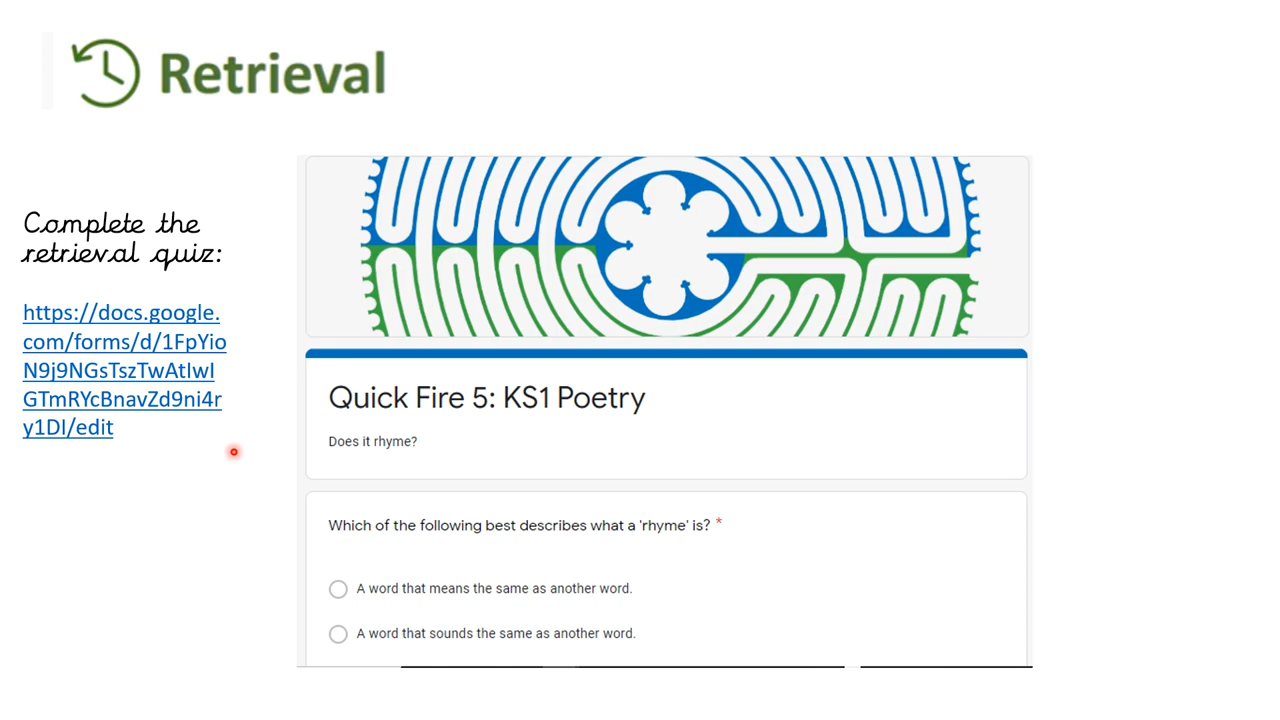 Retrieval
Complete the
retrieval quiz:
https://docs.google.
com/forms/d/1FpYio
N9j9NGsTszTwAtIwI
GTmRYcBnavZd9ni4r
y1DI/edit
Quick Fire 5: KS1 Poetry
Does it rhyme?
Which of the following best describes what a 'rhyme' is? *
A word that means the same as another word.
A word that sounds the same as another word.